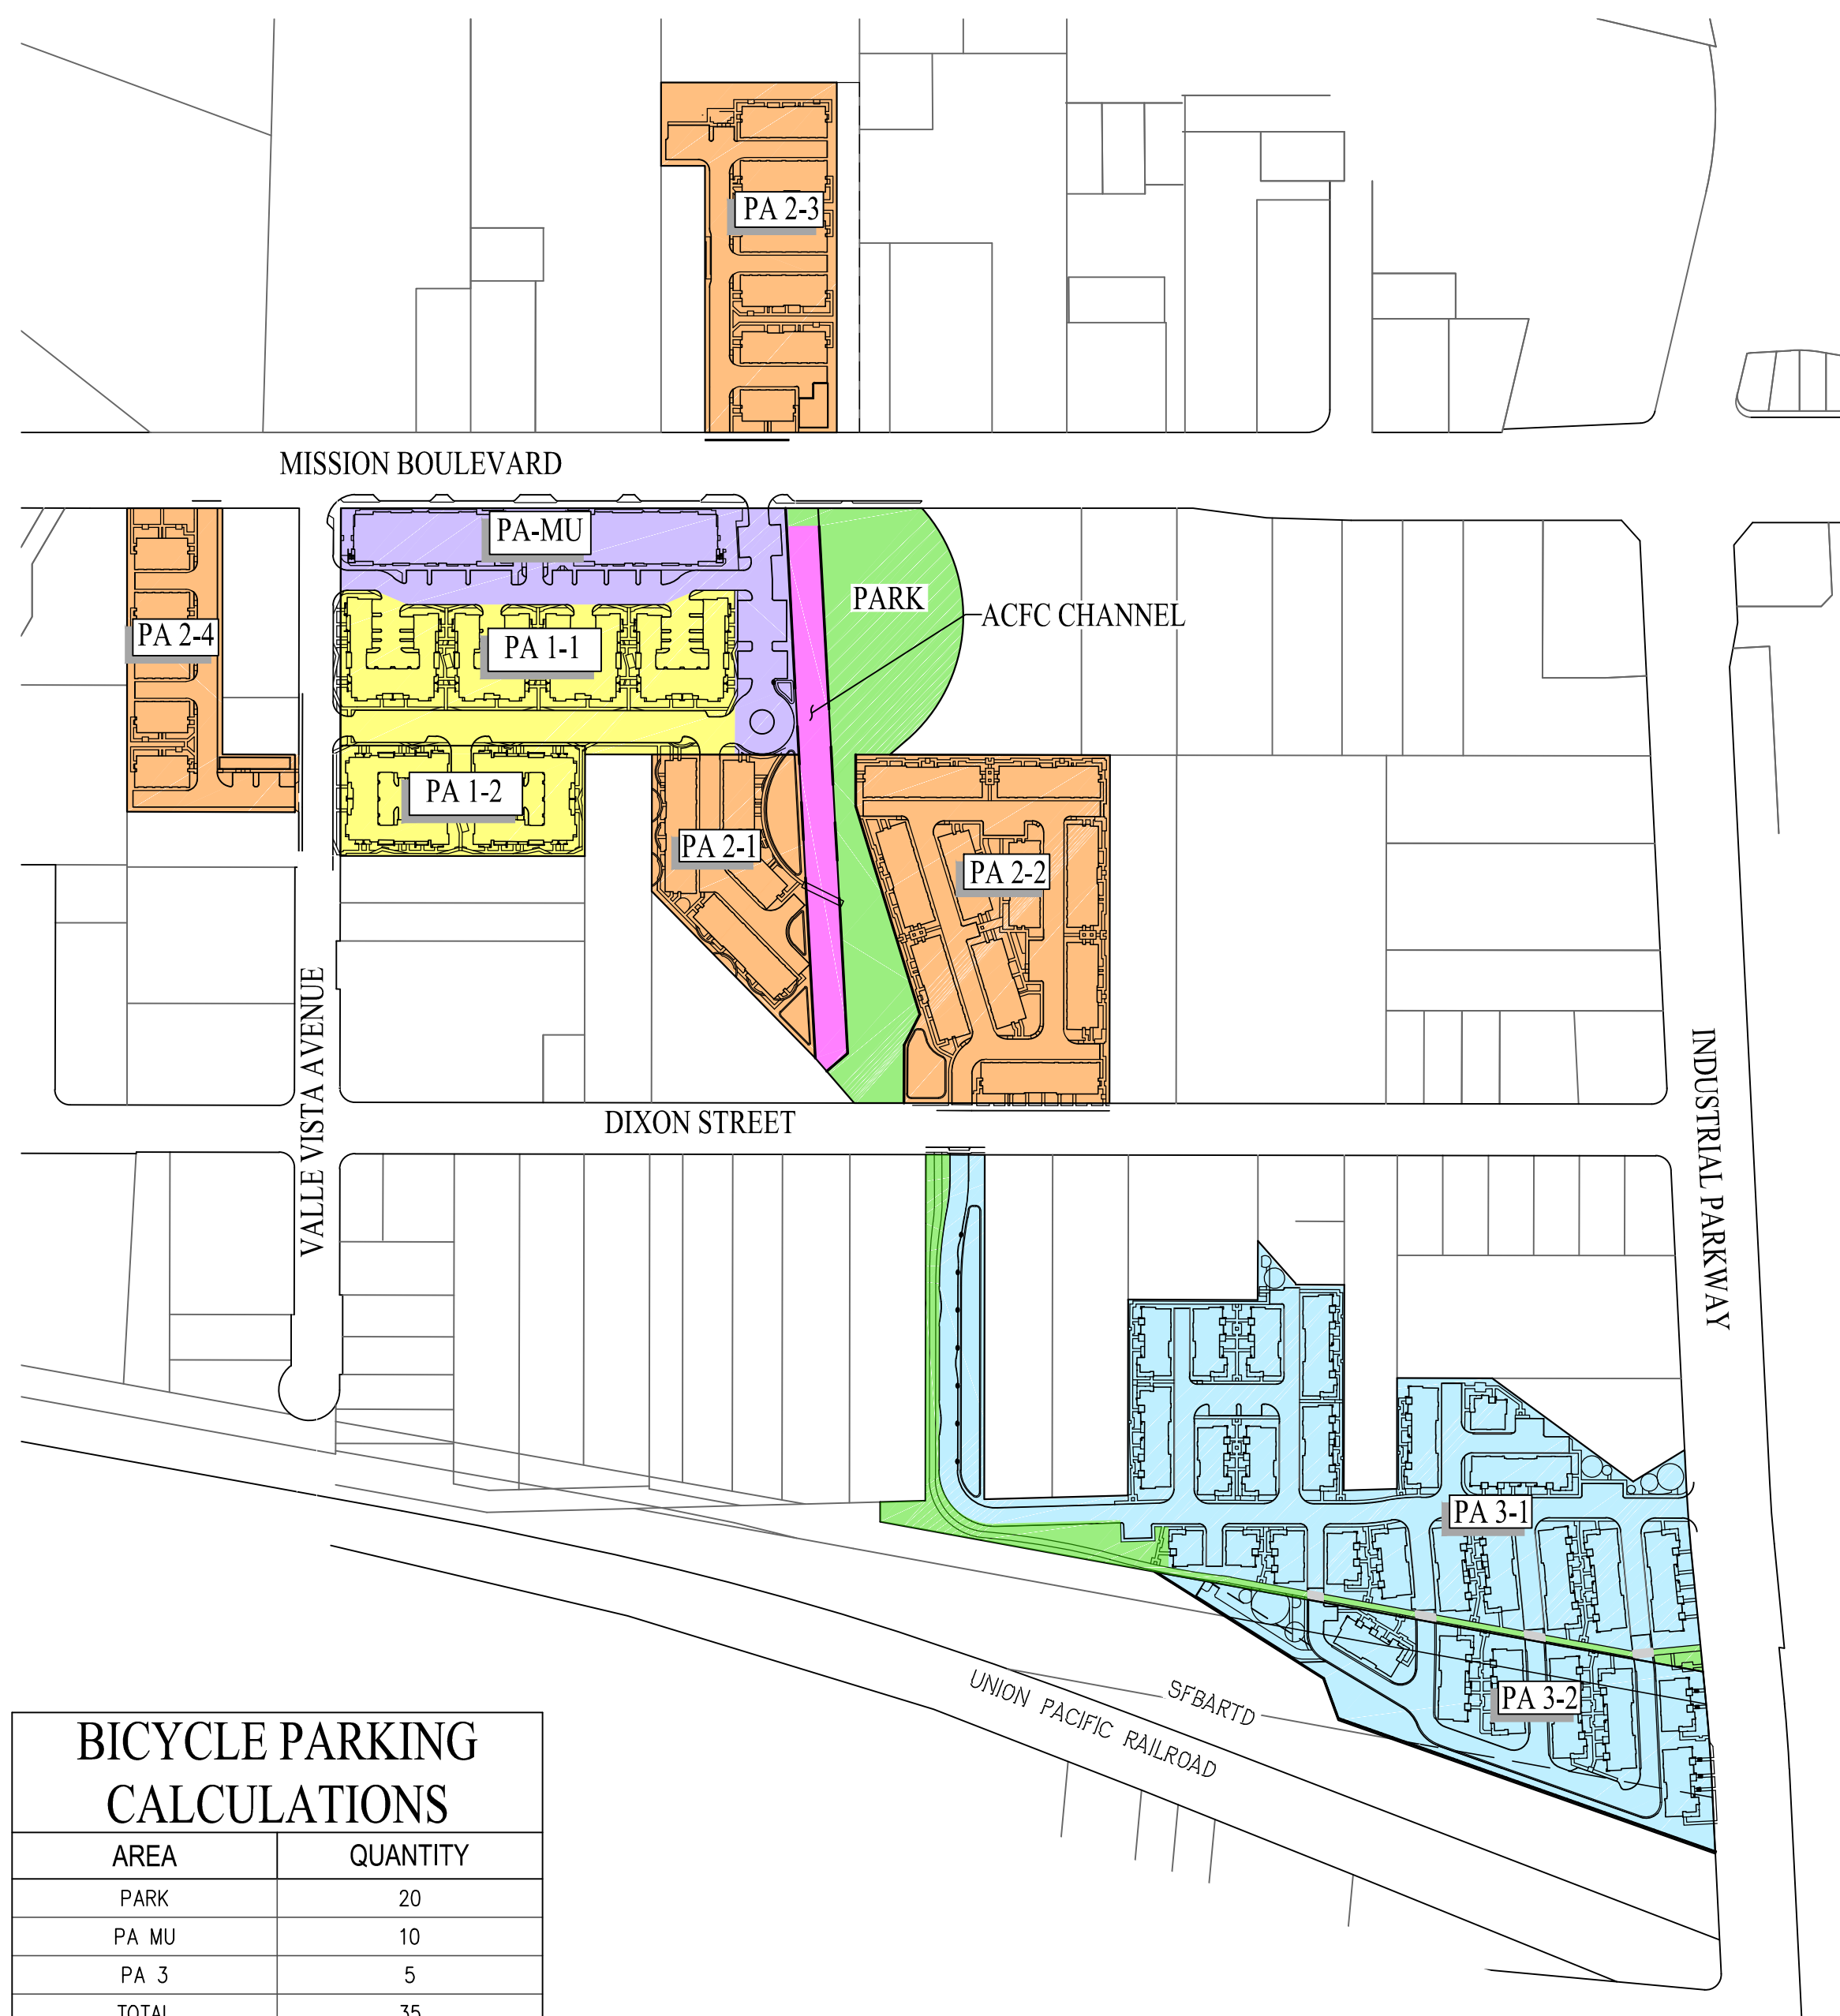 PA 2-3
MISSION BOULEVARD
PA-MU
PARK
ACFC CHANNEL
PA 2-4
PA 1-1
PA 1-2
PA 2-1
PA 2-2
VALLE VISTA AVENUE
DIXON STREET
INDUSTRIAL PARKWAY
PA 3-1
PA 3-2
SFBARTD
UNION PACIFIC RAILROAD
BICYCLE PARKING
CALCULATIONS
AREA QUANTITY
PARK 20
PA MU 10
PA 3 5
TOTAL 35